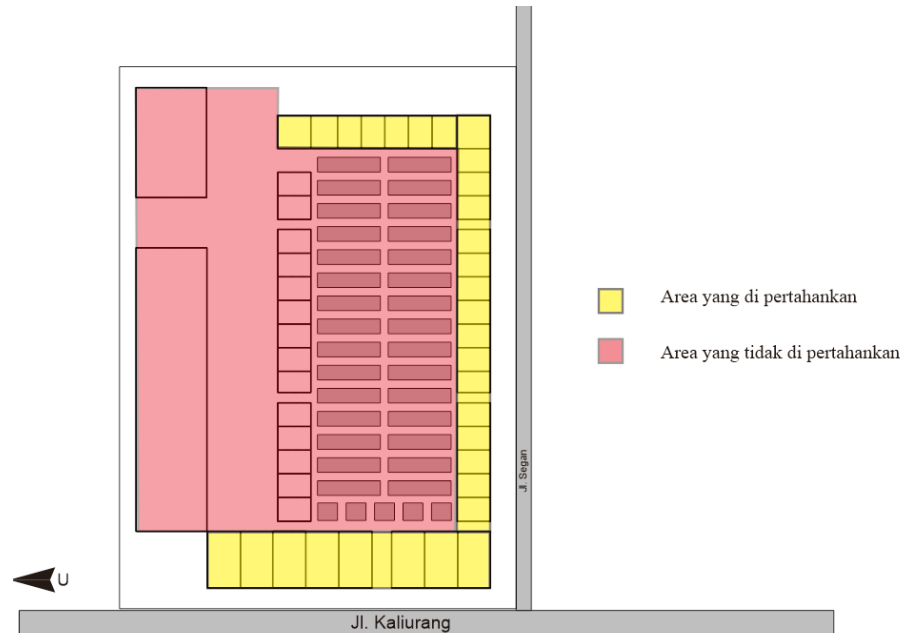 Area yang di pertahankan
Area yang tidak di pertahankan
Jl. Segan
U
Jl. Kaliurang